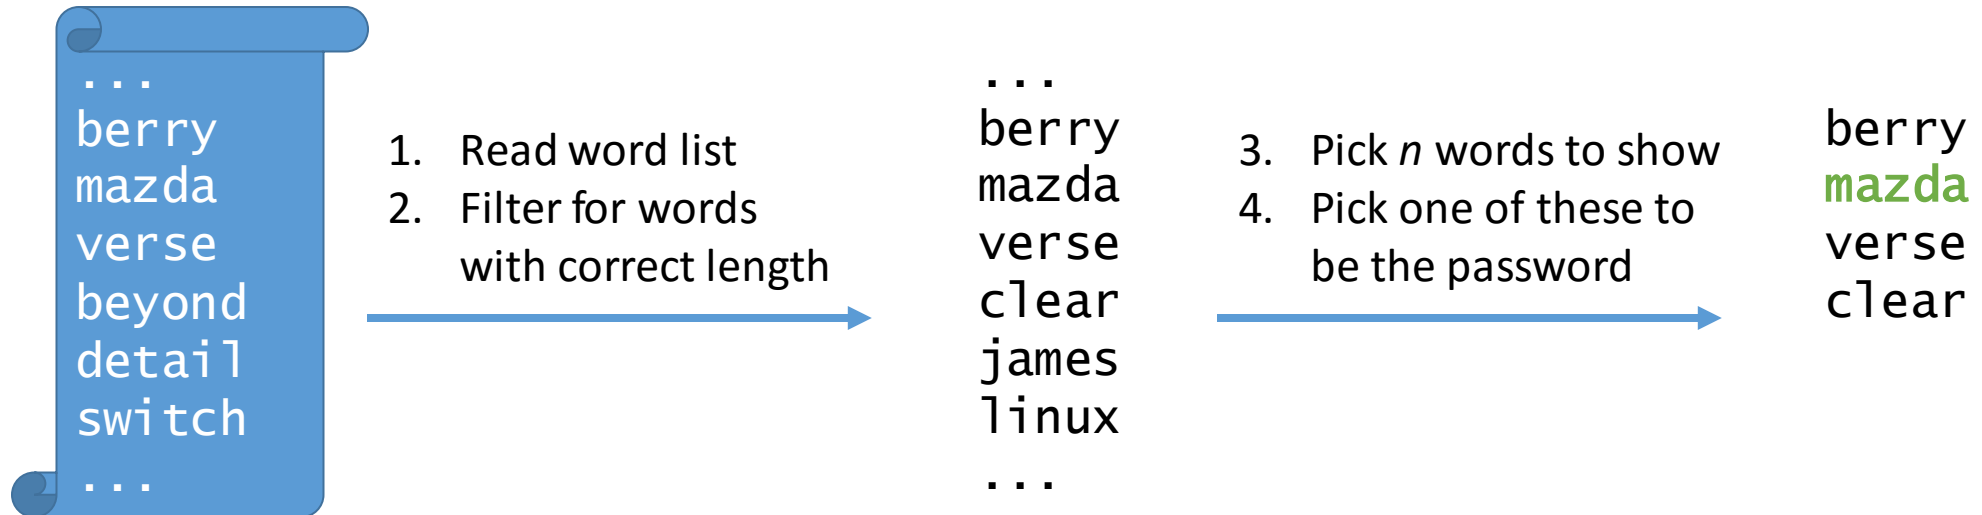 ...
berry
mazda
verse
beyond
detail
switch
...
1. Read word list
2. Filter for words
with correct length
...
berry
mazda
verse
clear
james
linux
...
3. Pick n words to show
4. Pick one of these to
be the password
berry
mazda
verse
clear